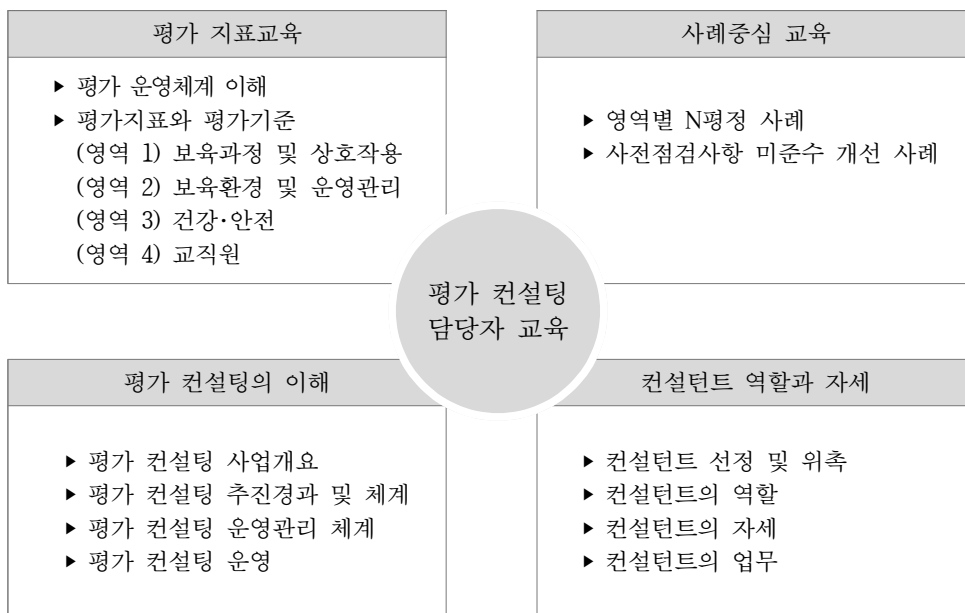 평가 지표교육
▶ 평가 운영체계 이해
▶ 평가지표와 평가기준
(영역 1) 보육과정 및 상호작용
(영역 2) 보육환경 및 운영관리
(영역 3) 건강·안전
(영역 4) 교직원
사례중심 교육
▶ 영역별 N평정 사례
▶ 사전점검사항 미준수 개선 사례
평가 컨설팅
담당자 교육
평가 컨설팅의 이해
▶ 평가 컨설팅 사업개요
▶ 평가 컨설팅 추진경과 및 체계
▶ 평가 컨설팅 운영관리 체계
▶ 평가 컨설팅 운영
컨설턴트 역할과 자세
▶ 컨설턴트 선정 및 위촉
▶ 컨설턴트의 역할
▶ 컨설턴트의 자세
▶ 컨설턴트의 업무